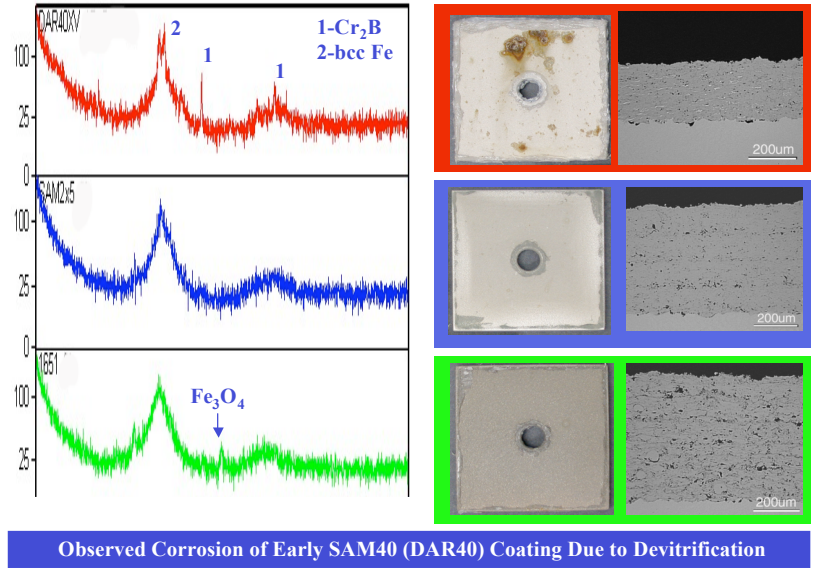 DAR40XV
2
1-Cr₂B
2-bcc Fe
100
1
1
25
0
200um
SAM2x5
100
25
0
200um
1651
100
Fe₃O₄
25
200um
Observed Corrosion of Early SAM40 (DAR40) Coating Due to Devitrification